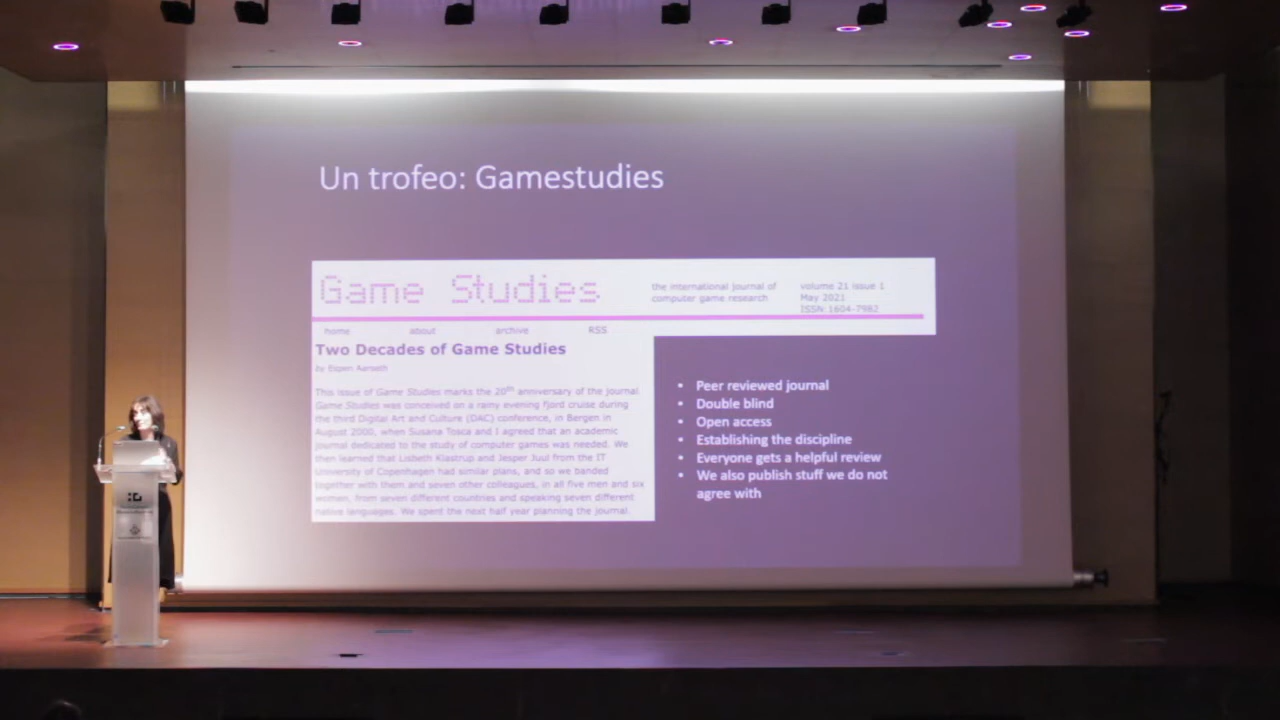 Un trofeo: Gamestudies
Game Studies
the international journal of
computer game research
volume 21 issue 1
May 2021
ISSN 1604-7982
home about archive RSS
Two Decades of Game Studies
by Espen Aarseth
This issue of Game Studies marks the 20th anniversary of the journal.
Game Studies was conceived on a rainy evening fjord cruise during
the third Digital Art and Culture (DAC) conference, in Bergen in
August 2000, when Susana Tosca and I agreed that an academic
journal dedicated to the study of computer games was needed. We
then learned that Lisbeth Klastrup and Jesper Juul from the IT
University of Copenhagen had similar plans, and so we banded
together with them and seven other colleagues, in all five men and six
women, from seven different countries and speaking seven different
native languages. We spent the next half year planning the journal.
• Peer reviewed journal
• Double blind
• Open access
• Establishing the discipline
• Everyone gets a helpful review
• We also publish stuff we do not
agree with